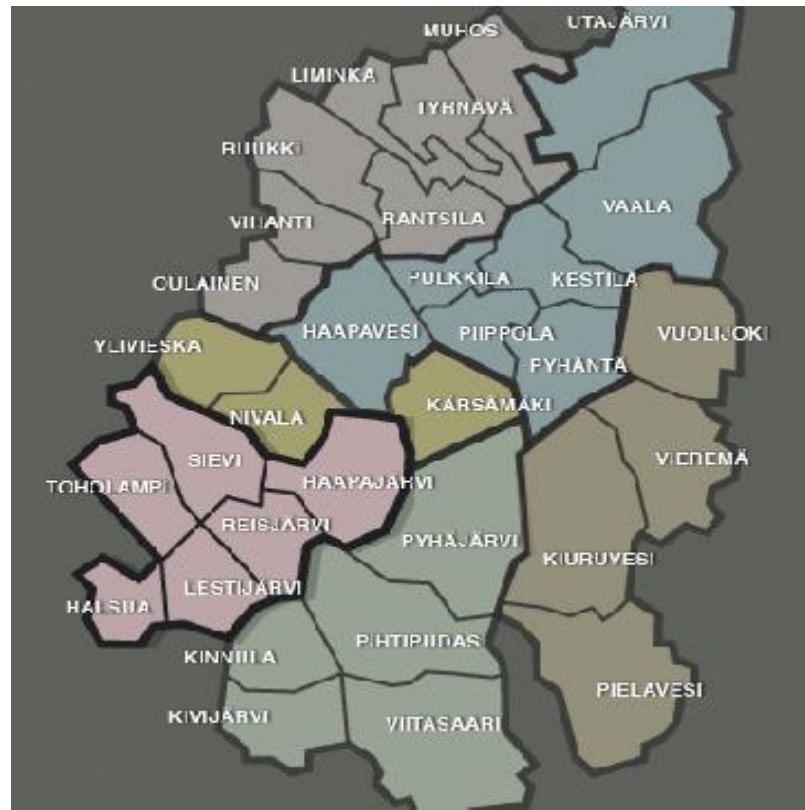 UTAJÄRVI
MUHOS
LIMINKA
TYRNÄVÄ
RUUKKI
VAALA
VIHANTI
RANTSILA
PULKKILA
KESTILÄ
OULAINEN
HAAPAVESI
PIIPPOLA
VUOLIJOKI
YLIVIESKA
PYHÄNTÄ
KÄRSÄMÄKI
NIVALA
SIEVI
VIEREMÄ
TOHOLAMPI
HAAPAJÄRVI
REISJÄRVI
PYHÄJÄRVI
KIURUVESI
LESTIJÄRVI
HALSUA
PIHTIPUDAS
KINNULA
PIELAVESI
KIVIJÄRVI
VIITASAARI